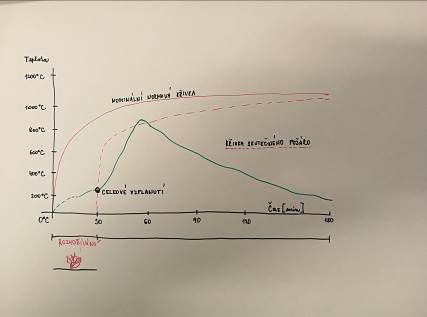 Teplota
1200°C
1000°C
800°C
600°C
400°C
200°C
0°C
NOMINÁLNÍ NORMOVÁ KŘIVKA
KŘIVKA SKUTEČNÉHO POŽÁRU
CELKOVÉ VZPLANUTÍ
Čas [min]
30
60
90
120
180
ROZHOŘÍVÁNÍ